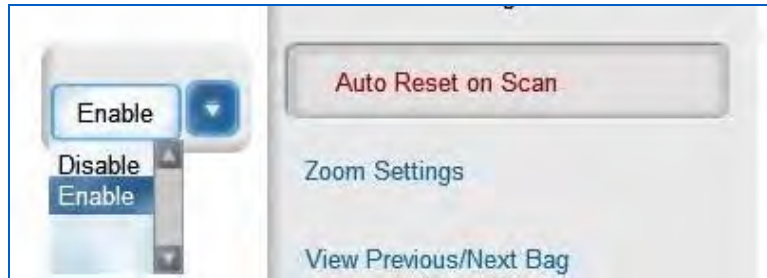 Auto Reset on Scan
Enable
Disable
Enable
Zoom Settings
View Previous/Next Bag